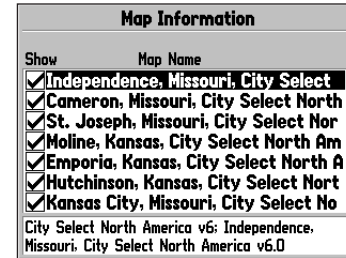 Map Information
Show Map Name
Independence, Missouri, City Select
Cameron, Missouri, City Select North
St. Joseph, Missouri, City Select Nor
Moline, Kansas, City Select North Am
Emporia, Kansas, City Select North A
Hutchinson, Kansas, City Select Nort
Kansas City, Missouri, City Select No
City Select North America v6; Independence,
Missouri, City Select North America v6.0